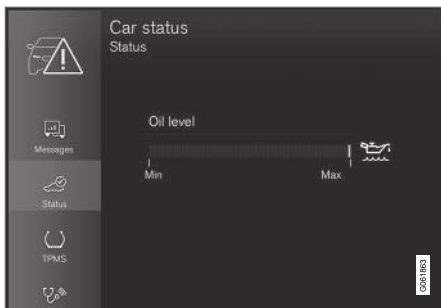 Car status
Status
Oil level
Min Max
Messages
Status
TPMS
G061863